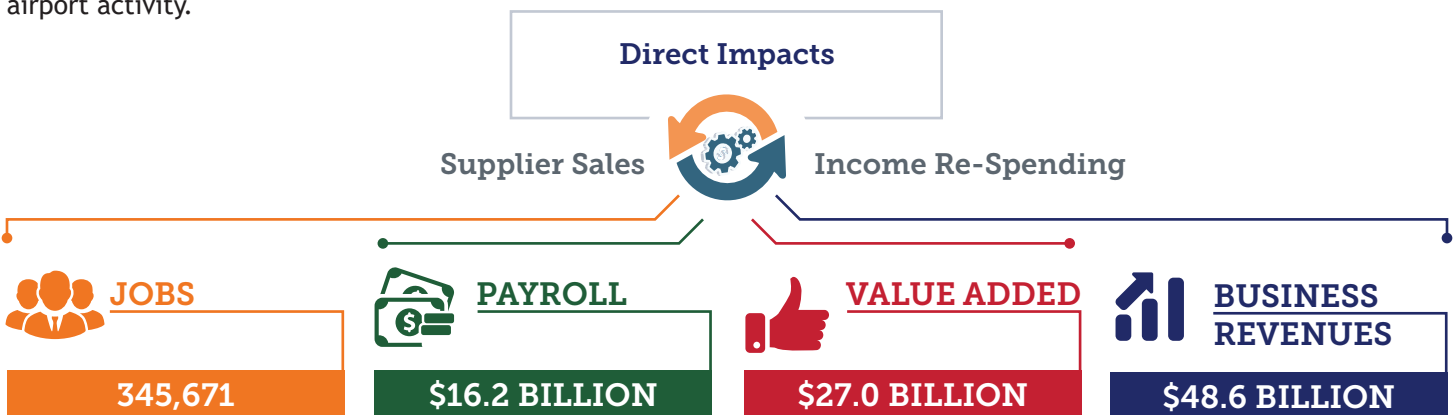 airport activity.
Direct Impacts
Supplier Sales
Income Re-Spending
JOBS
345,671
PAYROLL
$16.2 BILLION
VALUE ADDED
$27.0 BILLION
BUSINESS
REVENUES
$48.6 BILLION